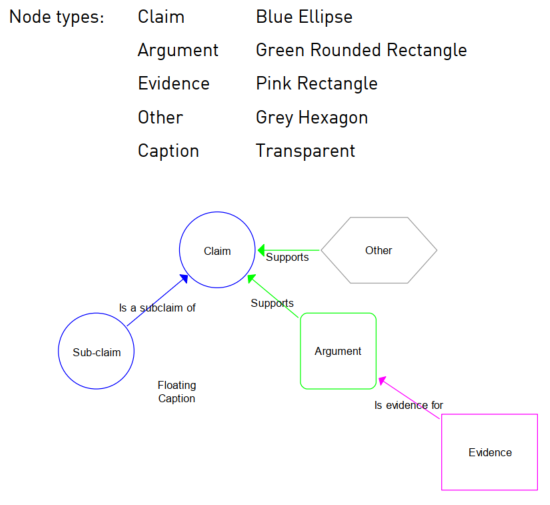 Node types: Claim Blue Ellipse
Argument Green Rounded Rectangle
Evidence Pink Rectangle
Other Grey Hexagon
Caption Transparent
Claim
Supports
Other
Is a subclaim of
Supports
Sub-claim
Argument
Floating
Caption
Is evidence for
Evidence